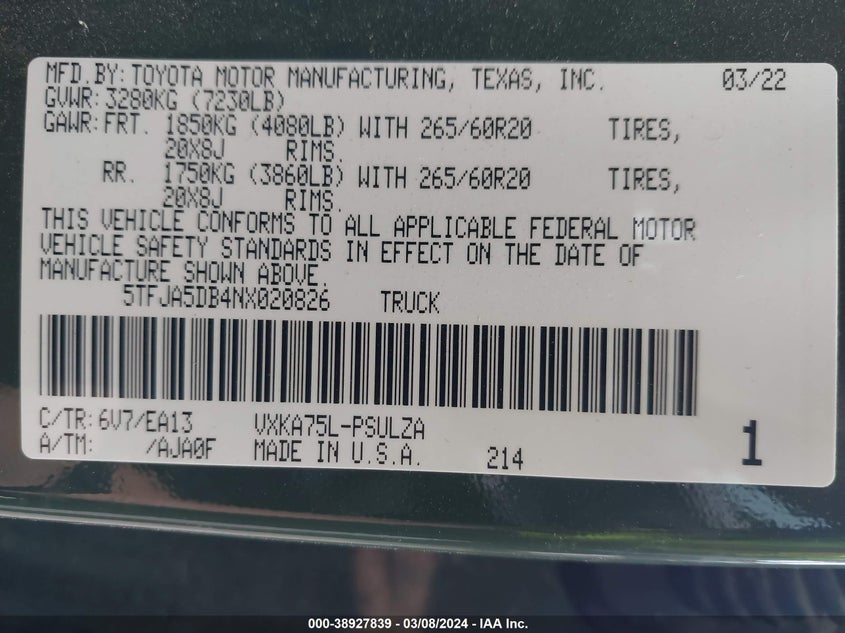 MFD.BY: TOYOTA MOTOR MANUFACTURING, TEXAS, INC. 03/22
GVWR: 3280KG (7230LB)
GAWR: FRT. 1850KG (4080LB) WITH 265/60R20 TIRES,
20X8J RIMS.
RR. 1750KG (3860LB) WITH 265/60R20 TIRES,
20X8J RIMS.
THIS VEHICLE CONFORMS TO ALL APPLICABLE FEDERAL MOTOR
VEHICLE SAFETY STANDARDS IN EFFECT ON THE DATE OF
MANUFACTURE SHOWN ABOVE.
5TFJA5DB4NX020826 TRUCK
C/TR: 6V7/EA13 VXKA75L-PSULZA
A/TM: /AJA0F MADE IN U.S.A. 214 1
000-38927839 - 03/08/2024 - IAA Inc.